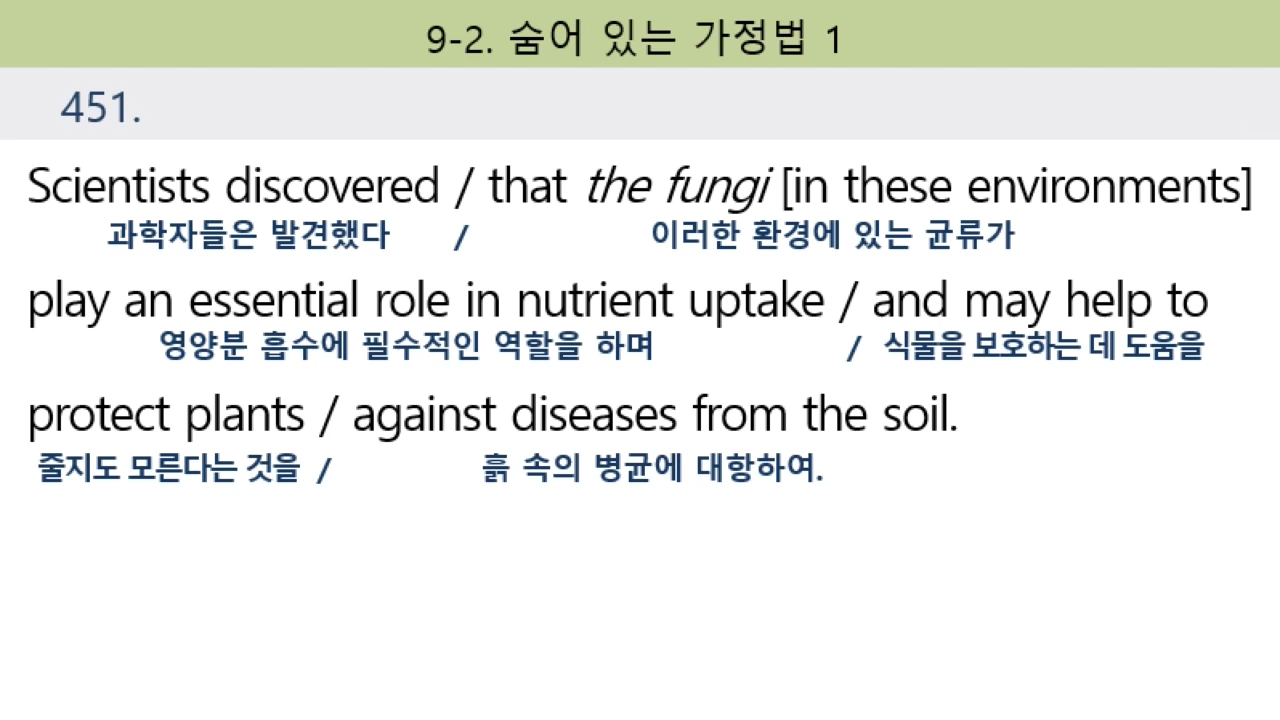 9-2. 숨어 있는 가정법 1
451.
Scientists discovered / that the fungi [in these environments]
과학자들은 발견했다 / 이러한 환경에 있는 균류가
play an essential role in nutrient uptake / and may help to
영양분 흡수에 필수적인 역할을 하며 / 식물을 보호하는 데 도움을
protect plants / against diseases from the soil.
줄지도 모른다는 것을 / 흙 속의 병균에 대항하여.